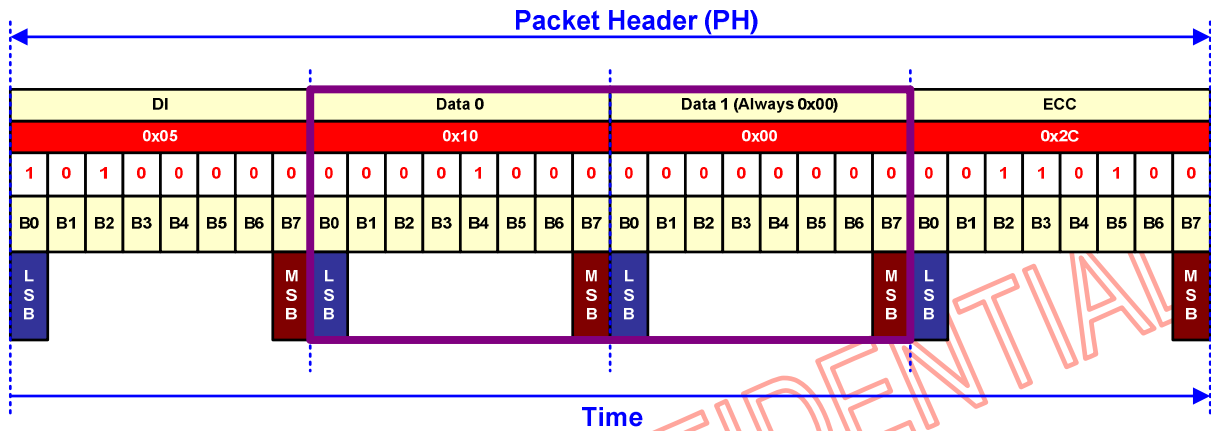 Packet Header (PH)
DI Data 0 Data 1 (Always 0x00) ECC
0x05 0x10 0x00 0x2C
1 0 1 0 0 0 0 0 0 0 0 0 1 0 0 0 0 0 0 0 0 0 0 0 0 0 1 1 0 1 0 0
B0 B1 B2 B3 B4 B5 B6 B7 B0 B1 B2 B3 B4 B5 B6 B7 B0 B1 B2 B3 B4 B5 B6 B7 B0 B1 B2 B3 B4 B5 B6 B7
LSB MSB LSB MSB LSB MSB LSB MSB
Time